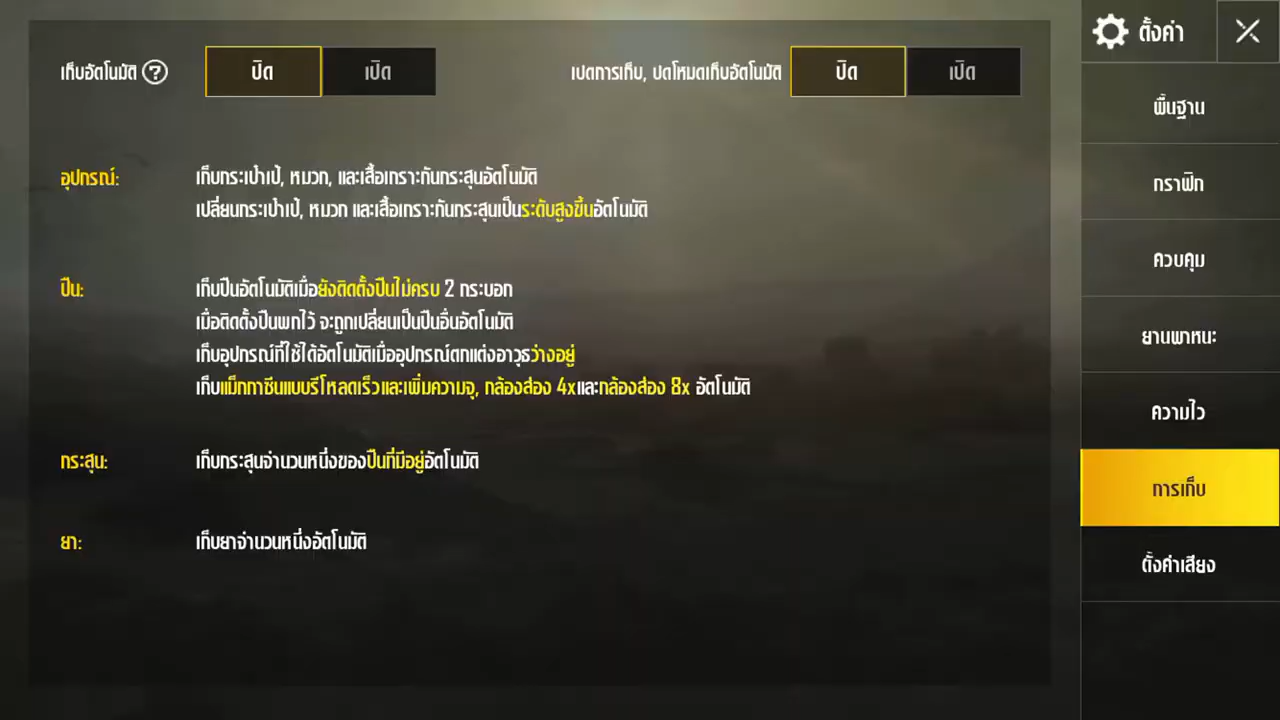 เก็บอัตโนมัติ ? ปิด เปิด เปดการเก็บ, ปดโหมดเก็บอัตโนมัติ ปิด เปิด
อุปกรณ์: เก็บกระเป๋าเป้, หมวก, และเสื้อเกราะกันกระสุนอัตโนมัติ
เปลี่ยนกระเป๋าเป้, หมวก และเสื้อเกราะกันกระสุนเป็นระดับสูงขึ้นอัตโนมัติ
ปืน: เก็บปืนอัตโนมัติเมื่อยังติดตั้งปืนไม่ครบ 2 กระบอก
เมื่อติดตั้งปืนพกไว้ จะถูกเปลี่ยนเป็นปืนอื่นอัตโนมัติ
เก็บอุปกรณ์ที่ใช้ได้อัตโนมัติเมื่ออุปกรณ์ตกแต่งอาวุธว่างอยู่
เก็บแม็กกาซีนแบบรีโหลดเร็วและเพิ่มความจุ, กล้องส่อง 4xและกล้องส่อง 8x อัตโนมัติ
กระสุน: เก็บกระสุนจำนวนหนึ่งของปืนที่มีอยู่อัตโนมัติ
ยา: เก็บยาจำนวนหนึ่งอัตโนมัติ
ตั้งค่า
พื้นฐาน
กราฟิก
ควบคุม
ยานพาหนะ
ความไว
การเก็บ
ตั้งค่าเสียง